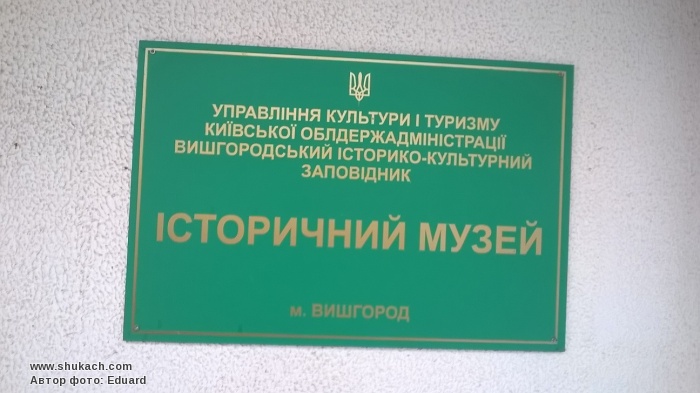 УПРАВЛІННЯ КУЛЬТУРИ І ТУРИЗМУ
КИЇВСЬКОЇ ОБЛДЕРЖАДМІНІСТРАЦІЇ
ВИШГОРОДСЬКИЙ ІСТОРИКО-КУЛЬТУРНИЙ
ЗАПОВІДНИК
ІСТОРИЧНИЙ МУЗЕЙ
м. ВИШГОРОД
www.shukach.com
Автор фото: Eduard